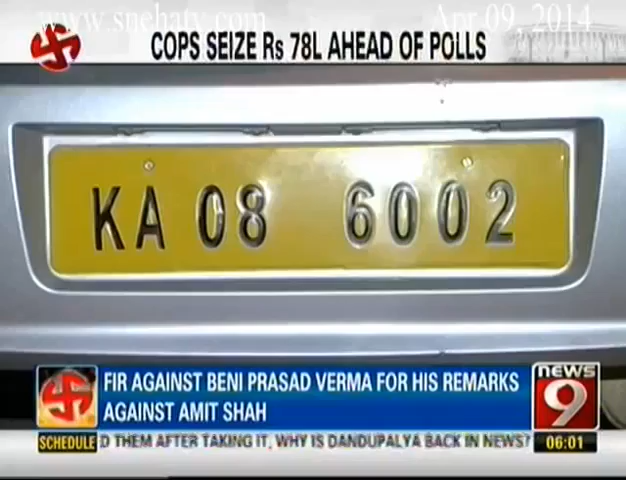 www.snehatv.com Apr 09, 2014
COPS SEIZE Rs 78L AHEAD OF POLLS
KA 08 6002
FIR AGAINST BENI PRASAD VERMA FOR HIS REMARKS
AGAINST AMIT SHAH
NEWS
9
SCHEDULE D THEM AFTER TAKING IT, WHY IS DANDUPALYA BACK IN NEWS? 06:01